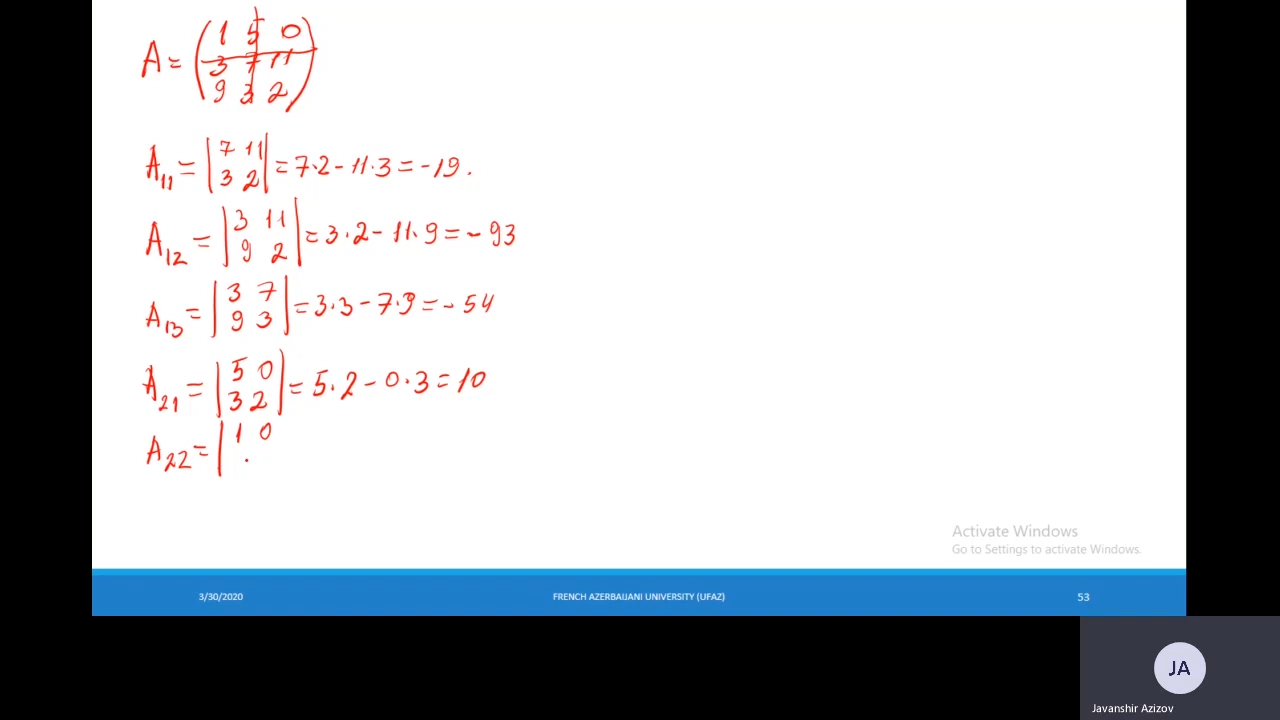 A = ( 1 5 0
3 7 11
9 3 2 )
A11 = | 7 11
3 2 | = 7·2 − 11·3 = −19.
A12 = | 3 11
9 2 | = 3·2 − 11·9 = −93
A13 = | 3 7
9 3 | = 3·3 − 7·9 = −54
A21 = | 5 0
3 2 | = 5·2 − 0·3 = 10
A22 = | 1 0
Activate Windows
Go to Settings to activate Windows.
3/30/2020 FRENCH AZERBAIJANI UNIVERSITY (UFAZ) 53
JA
Javanshir Azizov